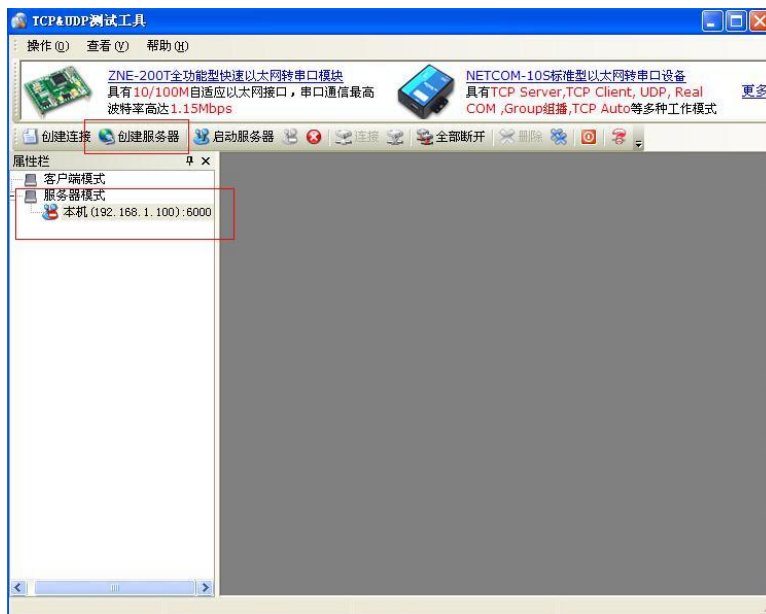 TCP&UDP测试工具
操作(O) 查看(V) 帮助(H)
ZNE-200T全功能型快速以太网转串口模块
具有10/100M自适应以太网接口，串口通信最高
波特率高达1.15Mbps
NETCOM-10S标准型以太网转串口设备
具有TCP Server,TCP Client, UDP, Real
COM ,Group组播,TCP Auto等多种工作模式
更多
创建连接 创建服务器 启动服务器 连接 全部断开 删除
属性栏
客户端模式
服务器模式
本机(192.168.1.100):6000